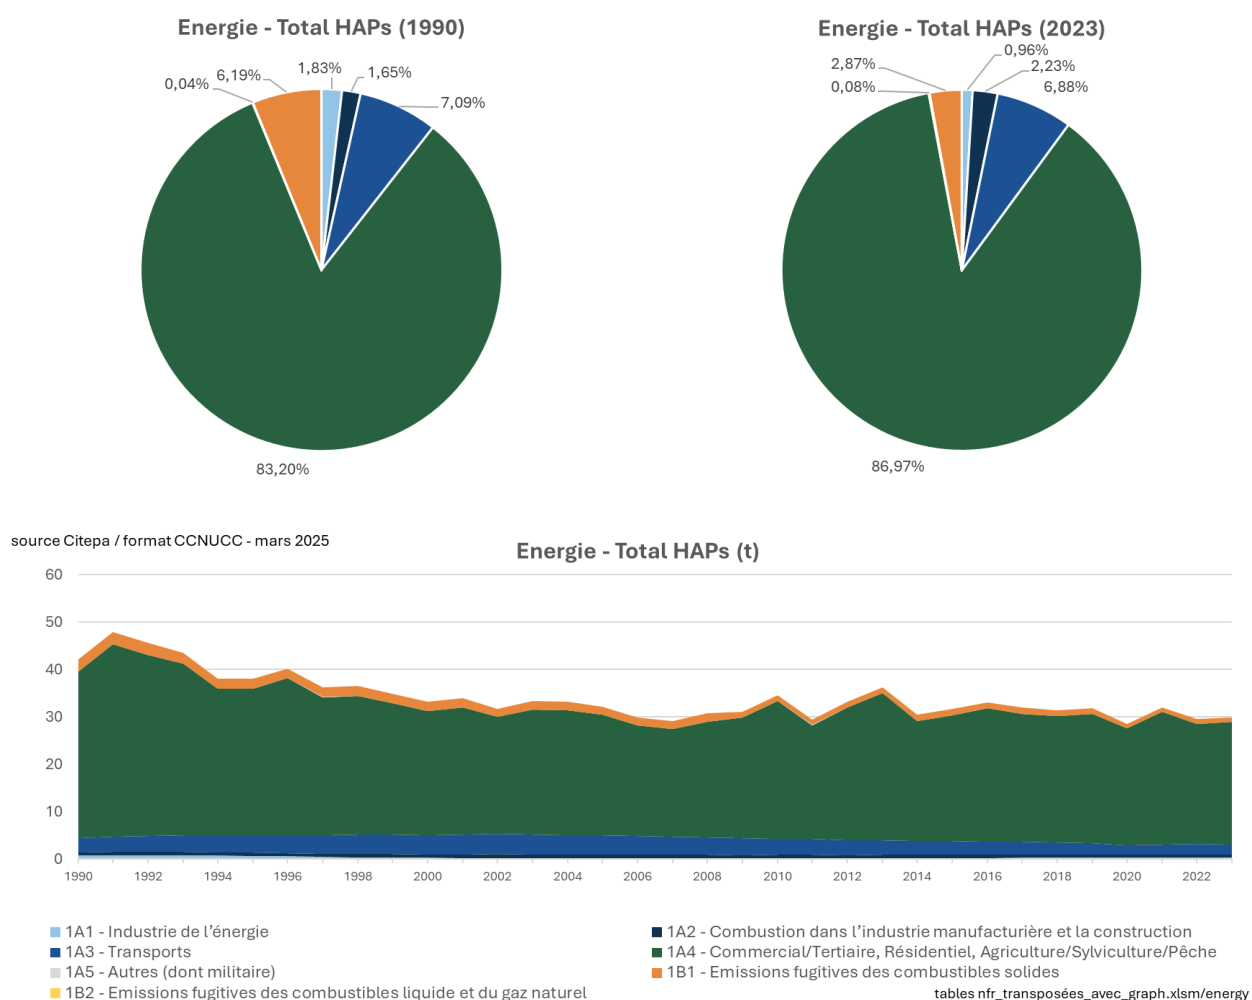 Energie - Total HAPs (1990)
Energie - Total HAPs (2023)
0,04%
6,19%
1,83%
1,65%
7,09%
83,20%
2,87%
0,08%
0,96%
2,23%
6,88%
86,97%
source Citepa / format CCNUCC - mars 2025
Energie - Total HAPs (t)
60
50
40
30
20
10
0
1990 1992 1994 1996 1998 2000 2002 2004 2006 2008 2010 2012 2014 2016 2018 2020 2022
1A1 - Industrie de l’énergie
1A2 - Combustion dans l’industrie manufacturière et la construction
1A3 - Transports
1A4 - Commercial/Tertiaire, Résidentiel, Agriculture/Sylviculture/Pêche
1A5 - Autres (dont militaire)
1B1 - Emissions fugitives des combustibles solides
1B2 - Emissions fugitives des combustibles liquide et du gaz naturel
tables nfr_transposées_avec_graph.xlsm/energy